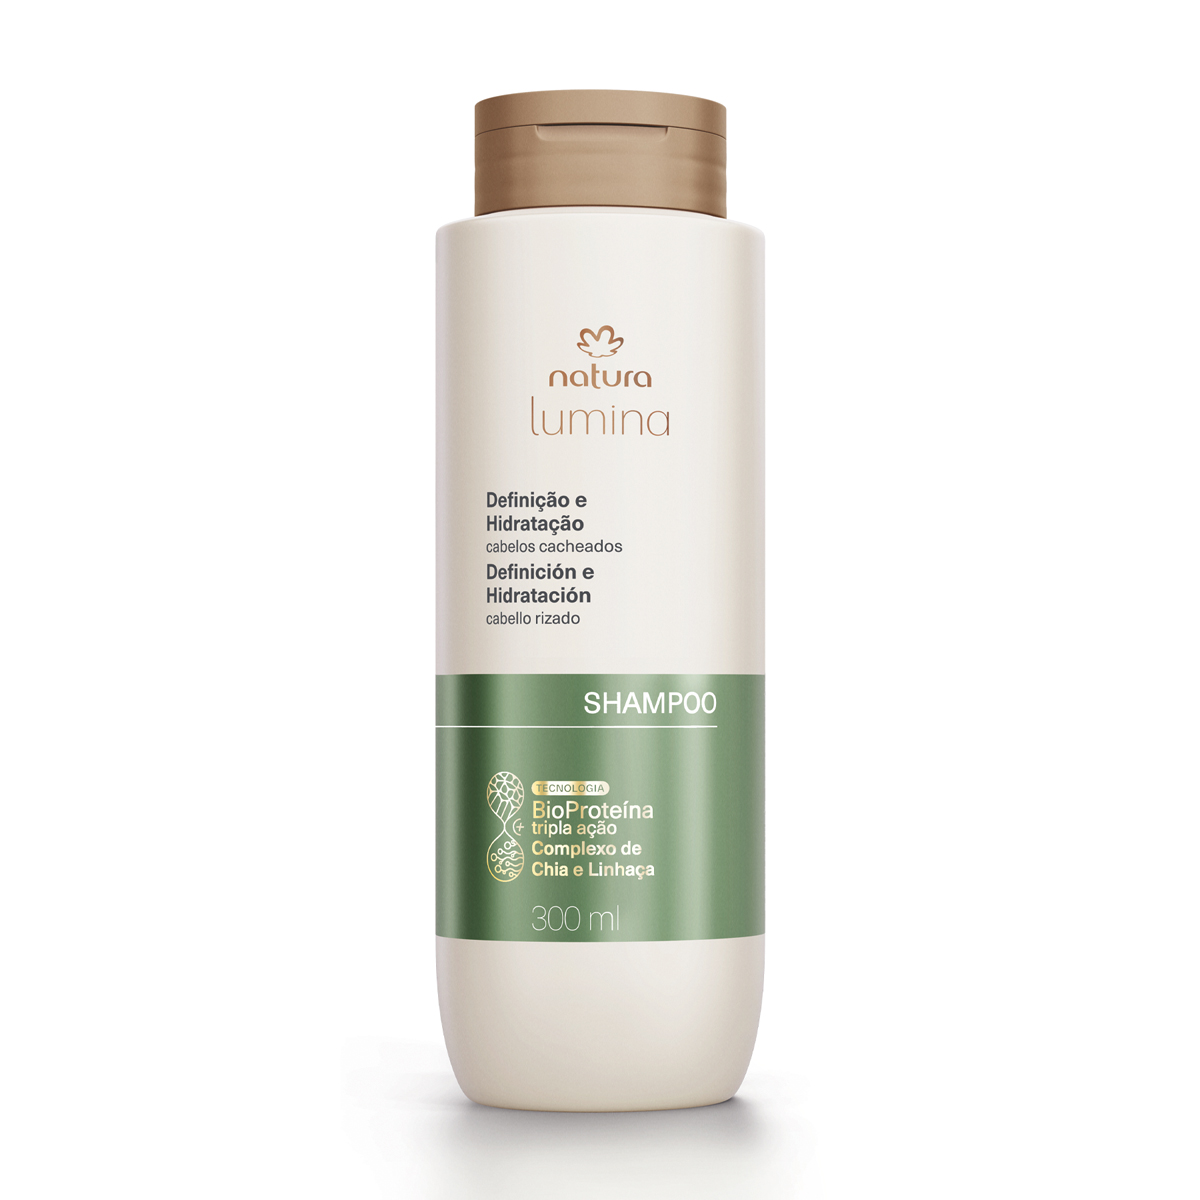 natura
lumina
Definição e
Hidratação
cabelos cacheados
Definición e
Hidratación
cabello rizado
SHAMPOO
TECNOLOGIA
BioProteína
tripla ação
+
Complexo de
Chia e Linhaça
300 ml